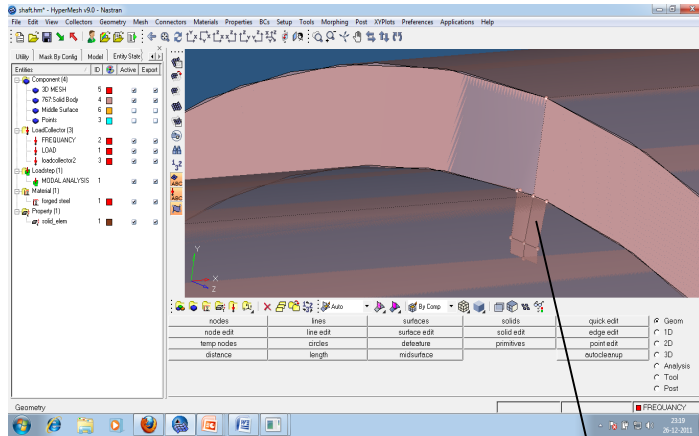 shaft.hm* - HyperMesh v9.0 - Nastran
File Edit View Collectors Geometry Mesh Connectors Materials Properties BCs Setup Tools Morphing Post XYPlots Preferences Applications Help
Utility Mask By Config Model Entity State
Entities ID Active Export
Component (4)
3D MESH 5
767:Solid Body 4
Middle Surface 6
Points 3
LoadCollector (3)
FREQUANCY 2
LOAD 1
loadcollector2 3
Loadstep (1)
MODAL ANALYSIS 1
Material (1)
forged steel 1
Property (1)
solid_elem 1
1,2,3
ABC
ABC
Y
X
Z
Auto By Comp
nodes lines surfaces solids quick edit Geom
node edit line edit surface edit solid edit edge edit 1D
temp nodes circles defeature primitives point edit 2D
distance length midsurface autocleanup 3D
Analysis
Tool
Post
Geometry FREQUANCY
23:19
26-12-2011